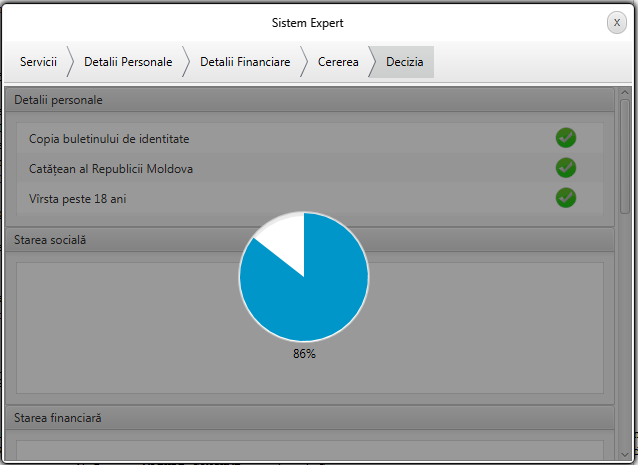 Sistem Expert
x
Servicii Detalii Personale Detalii Financiare Cererea Decizia
Detalii personale
Copia buletinului de identitate
Catățean al Republicii Moldova
Vîrsta peste 18 ani
Starea socială
86%
Starea financiară